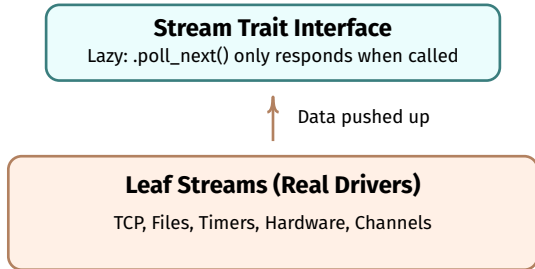 Stream Trait Interface
Lazy: .poll_next() only responds when called
Data pushed up
Leaf Streams (Real Drivers)
TCP, Files, Timers, Hardware, Channels